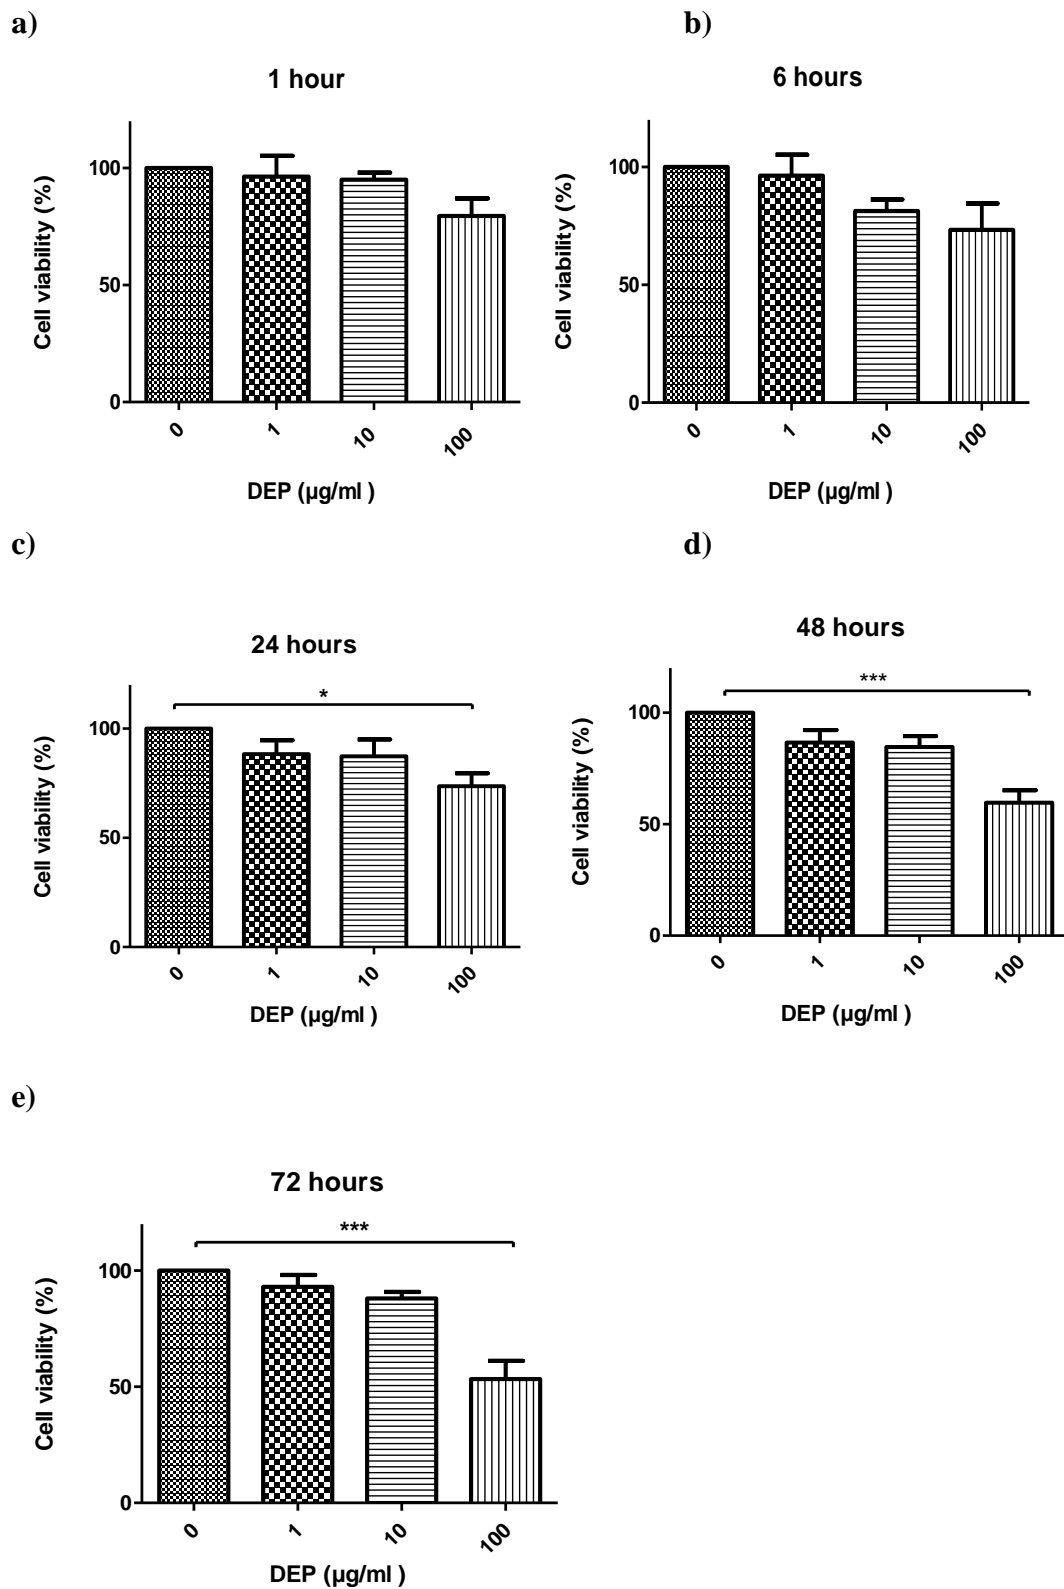 a)
1 hour
Cell viability (%)
100
50
0
0 1 10 100
DEP (µg/ml )
b)
6 hours
Cell viability (%)
100
50
0
0 1 10 100
DEP (µg/ml )
c)
24 hours
*
Cell viability (%)
100
50
0
0 1 10 100
DEP (µg/ml )
d)
48 hours
***
Cell viability (%)
100
50
0
0 1 10 100
DEP (µg/ml )
e)
72 hours
***
Cell viability (%)
100
50
0
0 1 10 100
DEP (µg/ml )